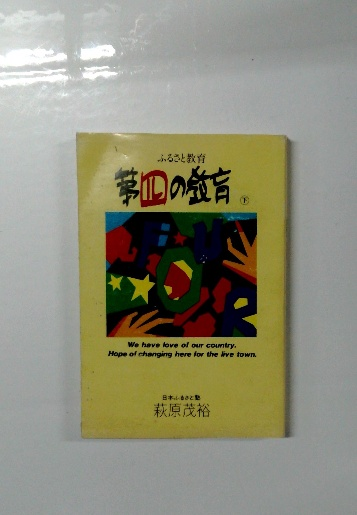 ふるさと教育
第四の教育 下
FOUR
We have love of our country.
Hope of changing here for the live town.
日本ふるさと塾
萩原茂裕